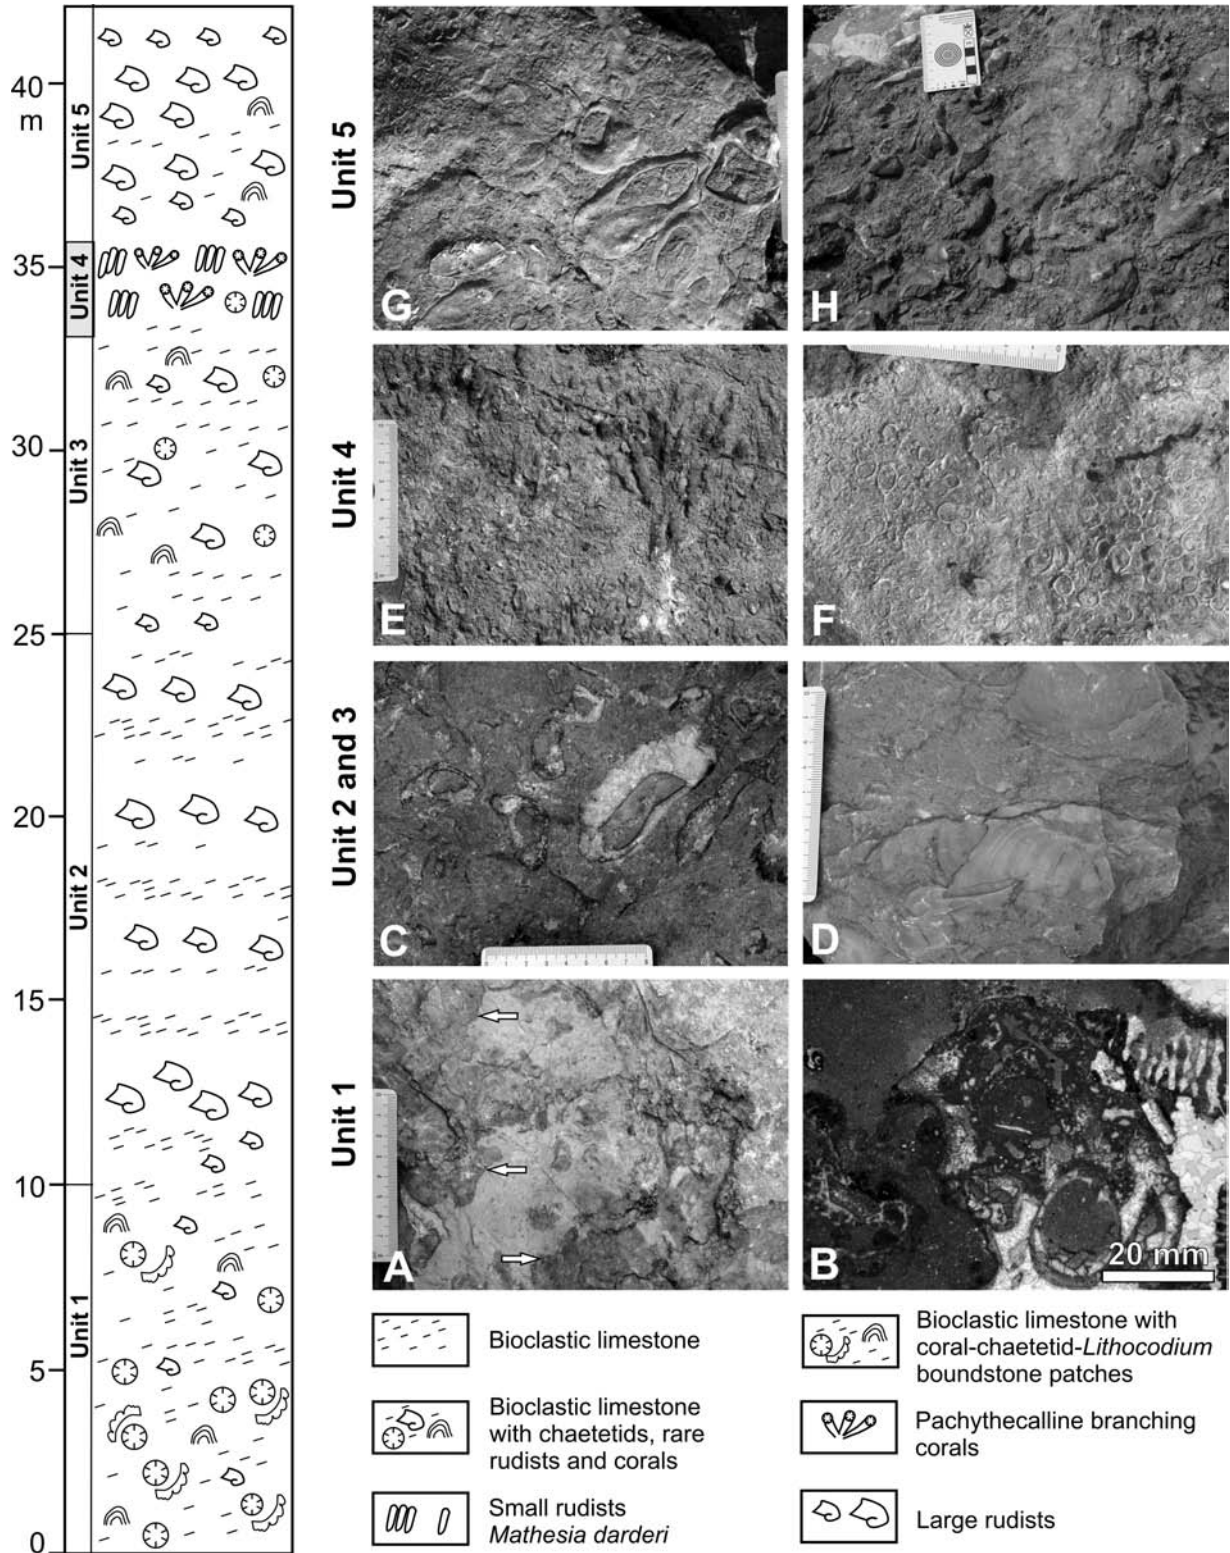 40
m
35
30
25
20
15
10
5
0
Unit 5
Unit 4
Unit 3
Unit 2
Unit 1
Unit 5
Unit 4
Unit 2 and 3
Unit 1
G
H
E
F
C
D
A
B
20 mm
Bioclastic limestone
Bioclastic limestone
with chaetetids, rare
rudists and corals
Small rudists
Mathesia darderi
Bioclastic limestone with
coral-chaetetid-Lithocodium
boundstone patches
Pachythecalline branching
corals
Large rudists